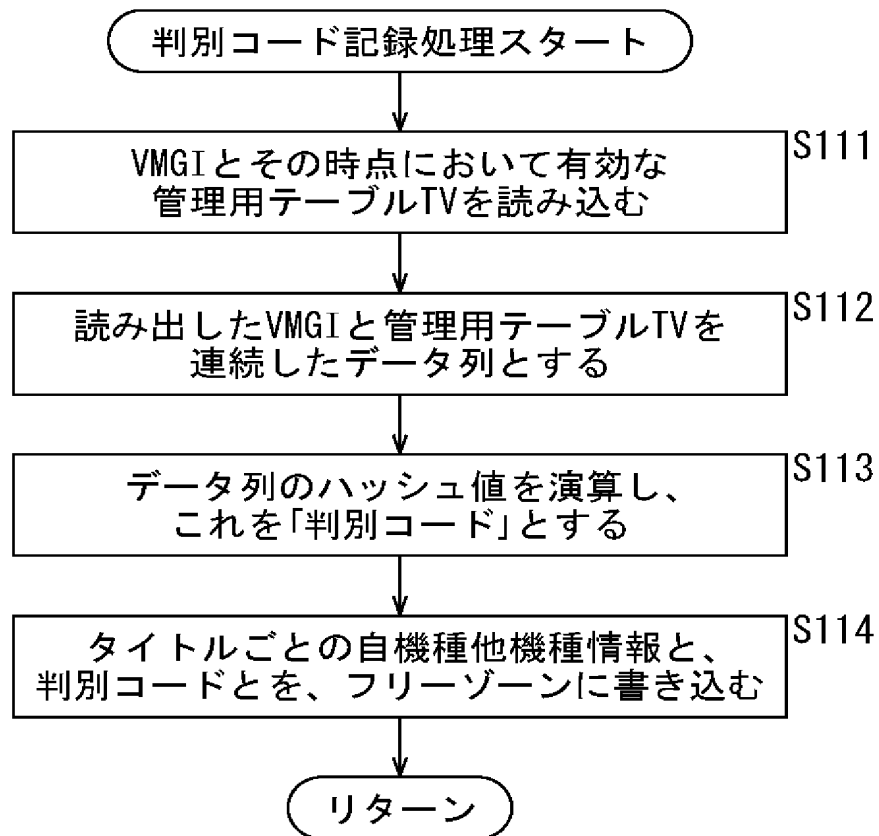 判別コード記録処理スタート
S111
VMGIとその時点において有効な
管理用テーブルTVを読み込む
S112
読み出したVMGIと管理用テーブルTVを
連続したデータ列とする
S113
データ列のハッシュ値を演算し、
これを｢判別コード｣とする
S114
タイトルごとの自機種他機種情報と、
判別コードとを、フリーゾーンに書き込む
リターン